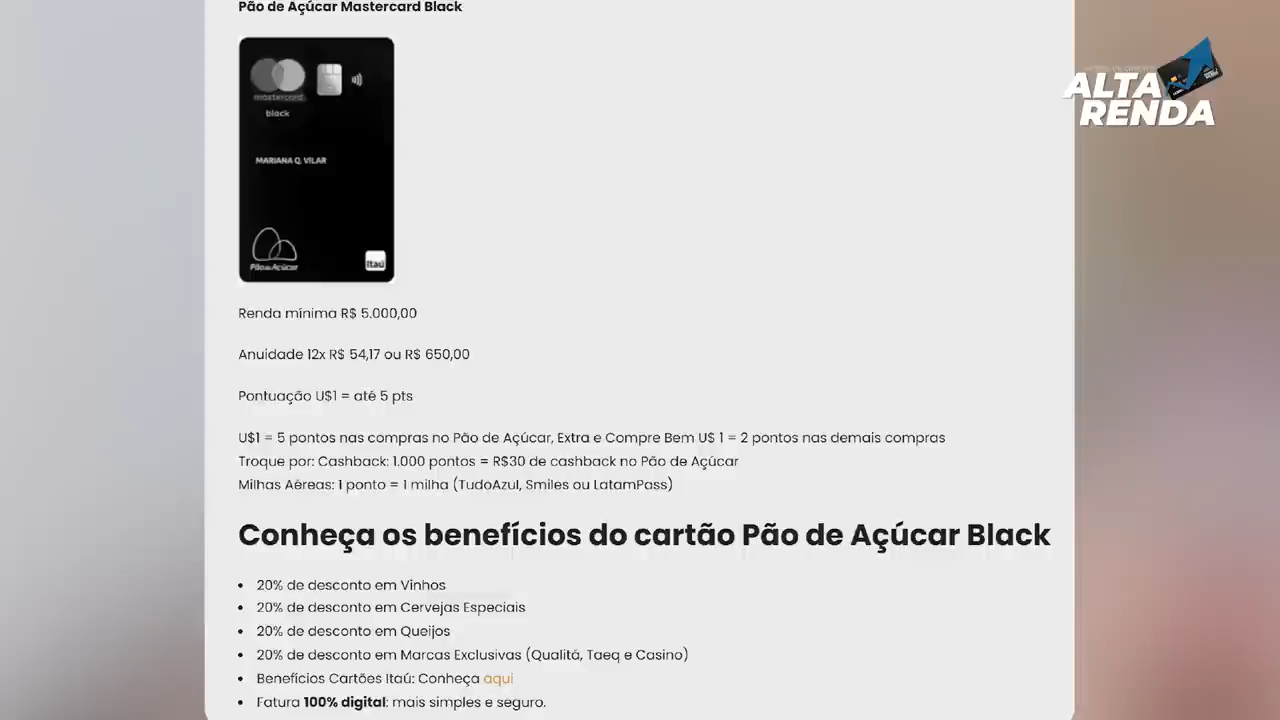 Pão de Açúcar Mastercard Black
mastercard
black
MARIANA Q. VILAR
Pão de Açúcar
itaú
ALTA
RENDA
Renda mínima R$ 5.000,00
Anuidade 12x R$ 54,17 ou R$ 650,00
Pontuação U$1 = até 5 pts
U$1 = 5 pontos nas compras no Pão de Açúcar, Extra e Compre Bem U$ 1 = 2 pontos nas demais compras
Troque por: Cashback: 1.000 pontos = R$30 de cashback no Pão de Açúcar
Milhas Aéreas: 1 ponto = 1 milha (TudoAzul, Smiles ou LatamPass)
Conheça os benefícios do cartão Pão de Açúcar Black
• 20% de desconto em Vinhos
• 20% de desconto em Cervejas Especiais
• 20% de desconto em Queijos
• 20% de desconto em Marcas Exclusivas (Qualitá, Taeq e Casino)
• Benefícios Cartões Itaú: Conheça aqui
• Fatura 100% digital: mais simples e seguro.